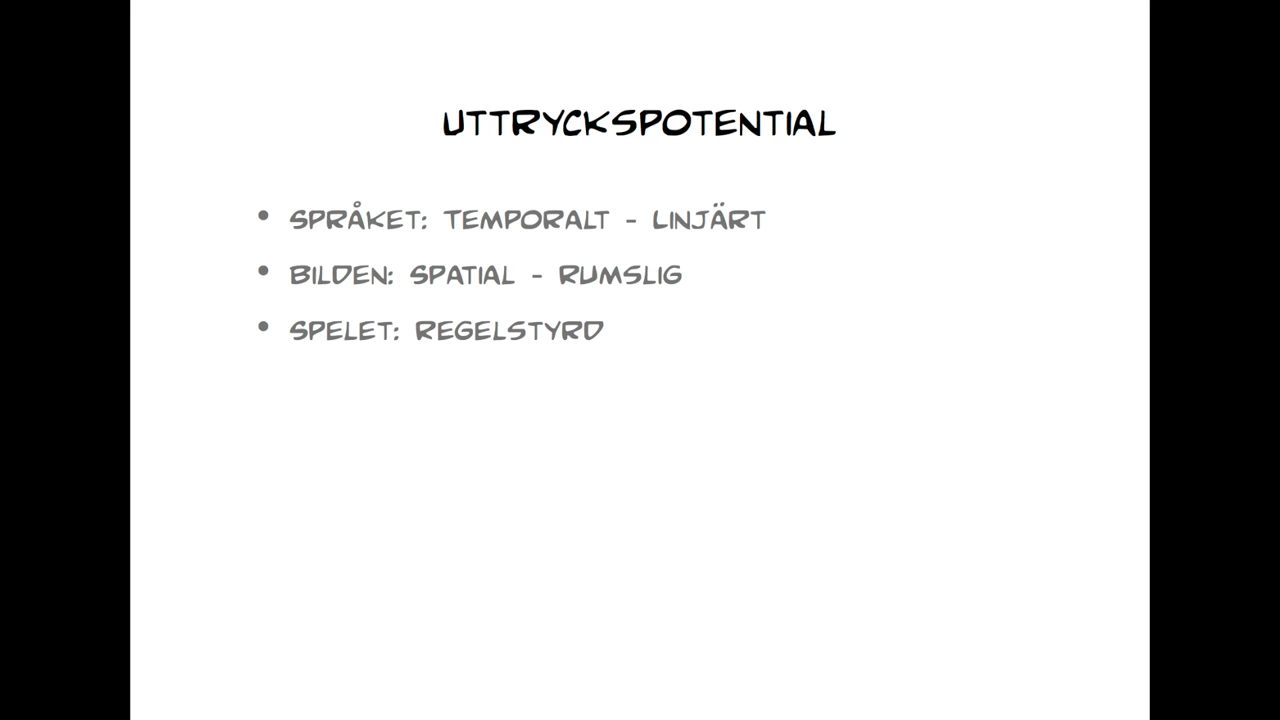 UTTRYCKSPOTENTIAL
• SPRÅKET: TEMPORALT - LINJÄRT
• BILDEN: SPATIAL - RUMSLIG
• SPELET: REGELSTYRD